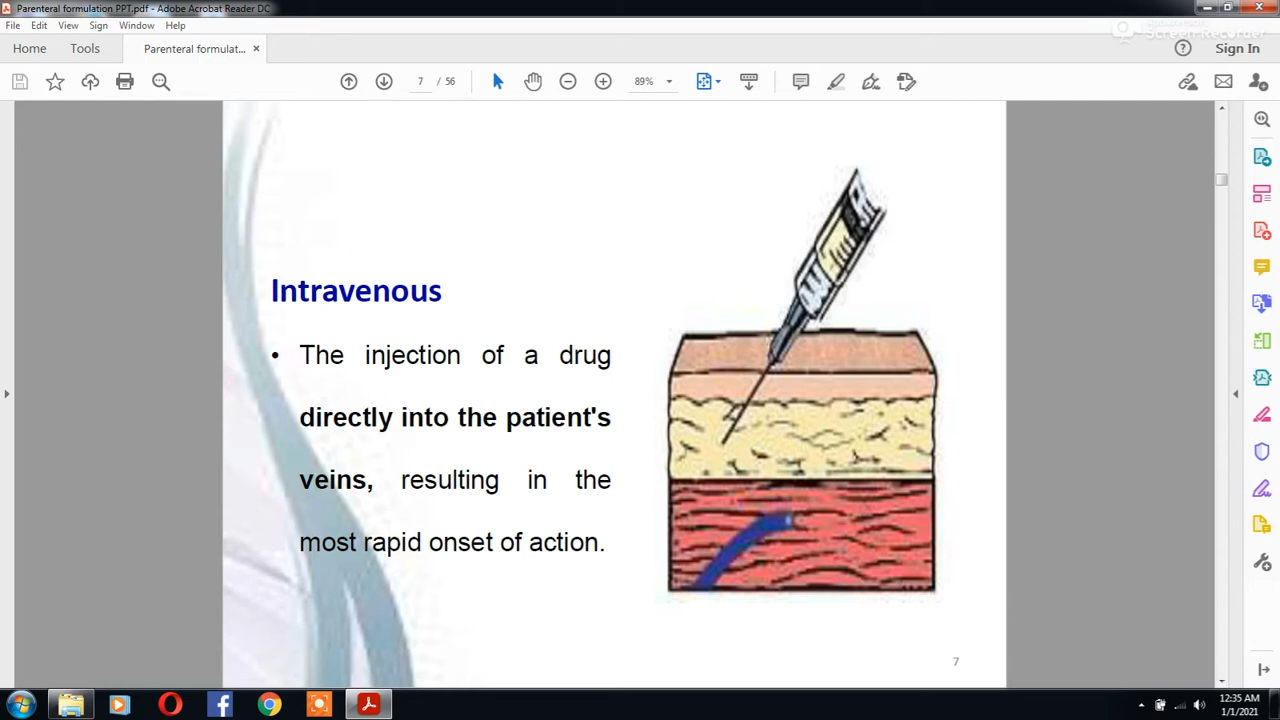 Parenteral formulation PPT.pdf - Adobe Acrobat Reader DC
File Edit View Sign Window Help
Home Tools Parenteral formulat... ×
Sign In
7 / 56 89%
Intravenous
• The injection of a drug
directly into the patient's
veins, resulting in the
most rapid onset of action.
7
12:35 AM
1/1/2021